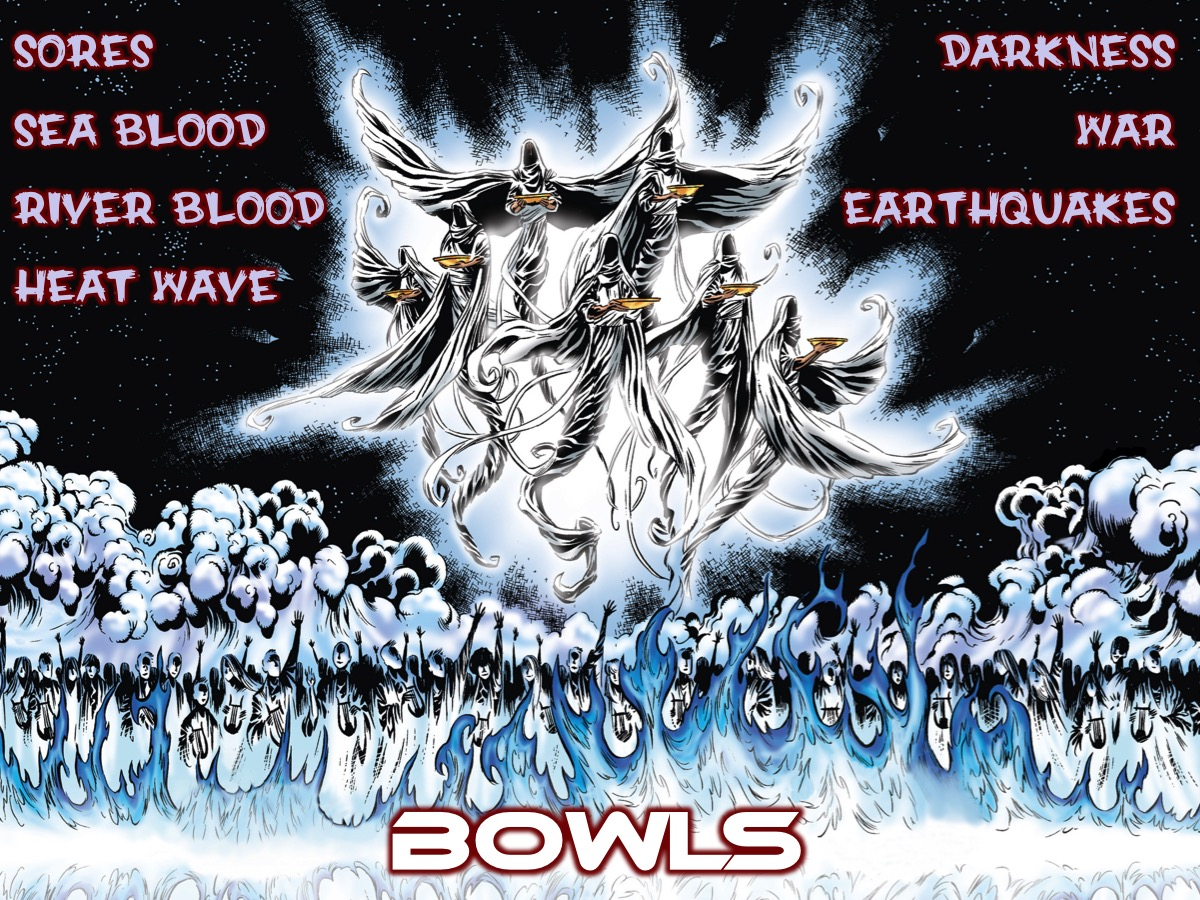 SORES
SEA BLOOD
RIVER BLOOD
HEAT WAVE
DARKNESS
WAR
EARTHQUAKES
BOWLS